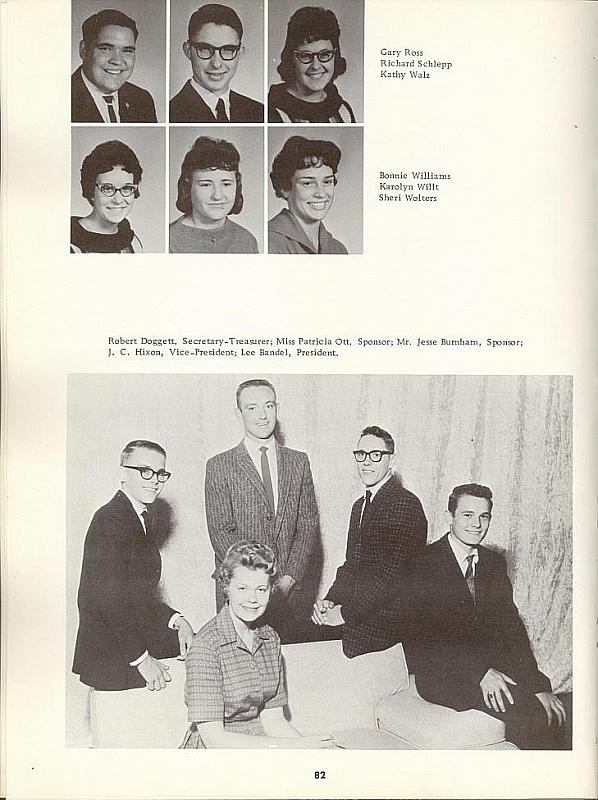 Gary Ross
Richard Schlepp
Kathy Walz
Bonnie Williams
Karolyn Willt
Sheri Wolters
Robert Doggett, Secretary-Treasurer; Miss Patricia Ott, Sponsor; Mr. Jesse Burnham, Sponsor;
J. C. Hixon, Vice-President; Lee Bandel, President.
82